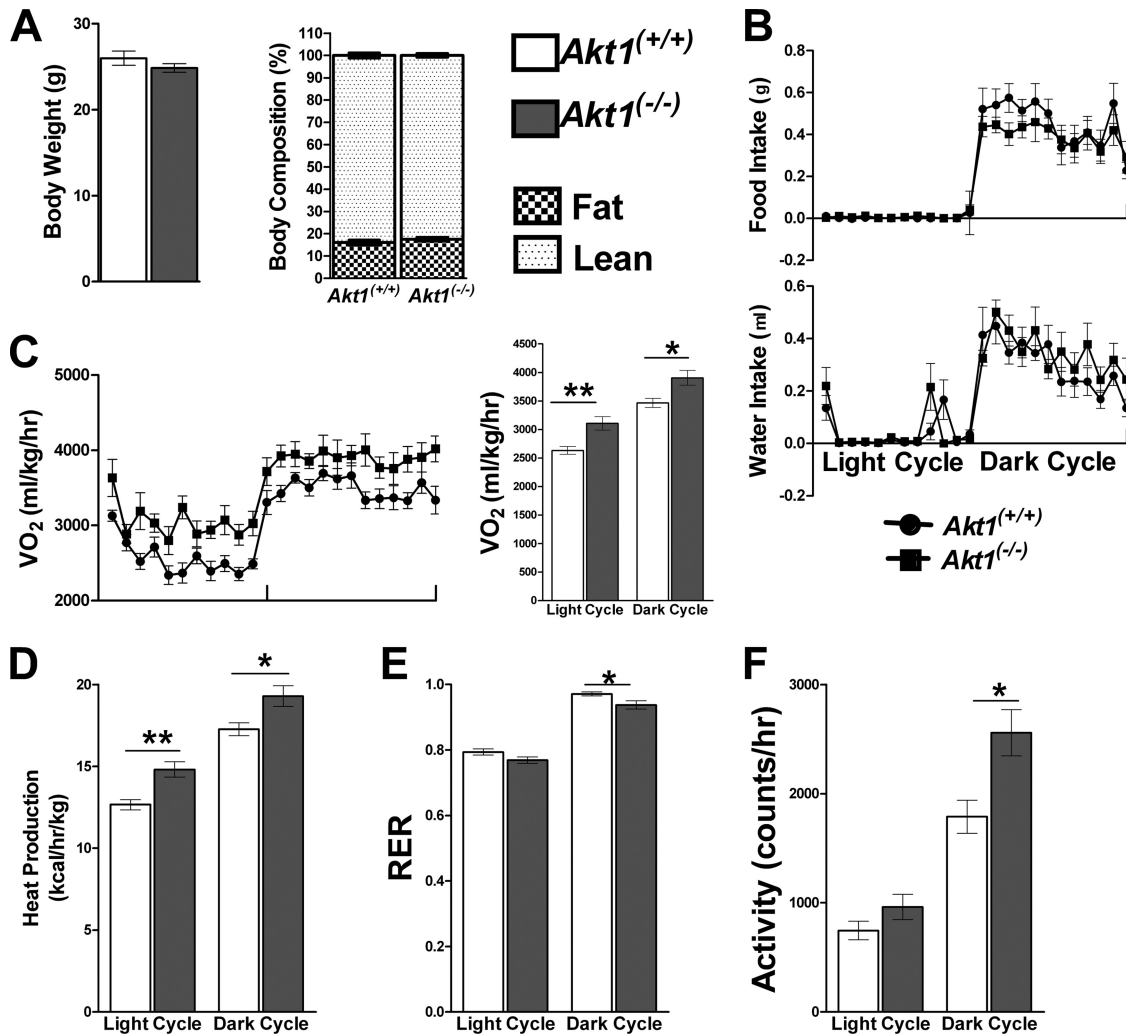 A
Body Weight (g)
30
20
10
0
Body Composition (%)
110
100
90
80
70
60
50
40
30
20
10
0
Akt1(+/+)
Akt1(-/-)
Akt1(+/+)
Akt1(-/-)
Fat
Lean
B
Food Intake (g)
0.8
0.6
0.4
0.2
0.0
-0.2
Water Intake (ml)
0.6
0.4
0.2
0.0
-0.2
Light Cycle
Dark Cycle
Akt1(+/+)
Akt1(-/-)
C
VO2 (ml/kg/hr)
5000
4000
3000
2000
VO2 (ml/kg/hr)
4500
4000
3500
3000
2500
2000
1500
1000
500
0
**
*
Light Cycle
Dark Cycle
D
Heat Production
(kcal/hr/kg)
20
15
10
5
0
**
*
Light Cycle
Dark Cycle
E
RER
1.0
0.8
0.6
0.4
0.2
0.0
*
Light Cycle
Dark Cycle
F
Activity (counts/hr)
3000
2000
1000
0
*
Light Cycle
Dark Cycle